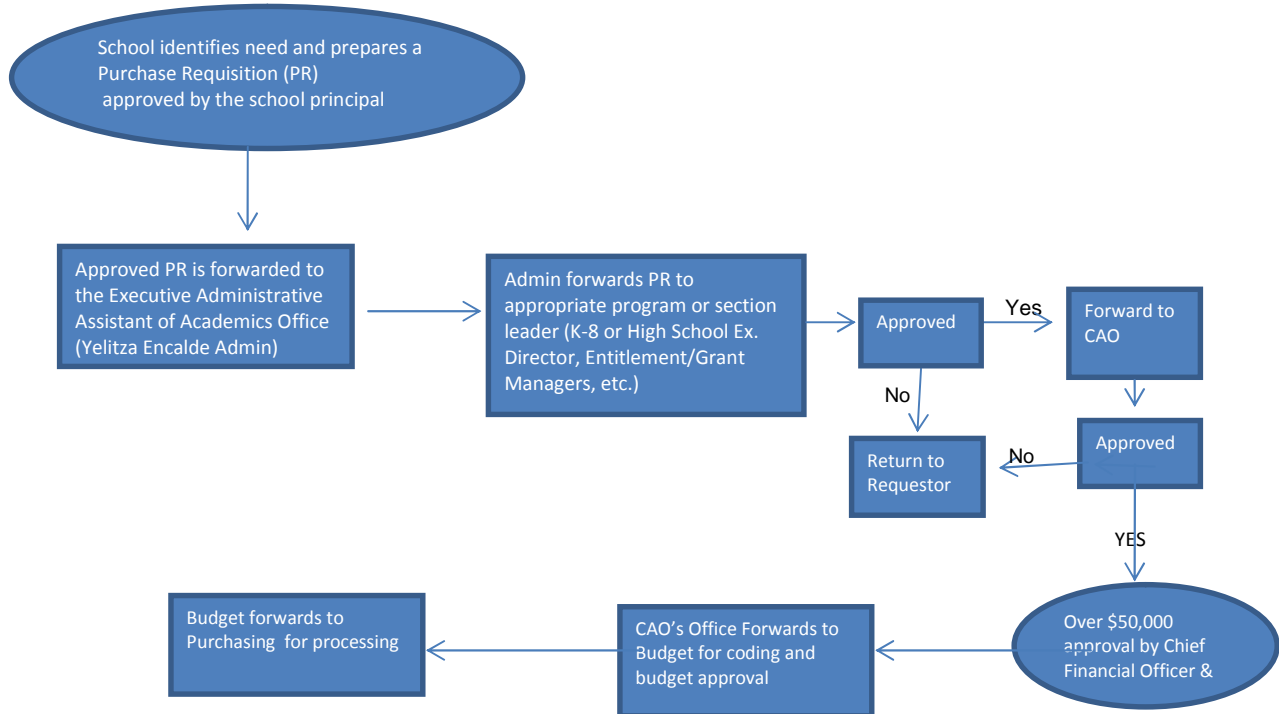 School identifies need and prepares a
Purchase Requisition (PR)
approved by the school principal
Approved PR is forwarded to
the Executive Administrative
Assistant of Academics Office
(Yelitza Encalde Admin)
Admin forwards PR to
appropriate program or section
leader (K-8 or High School Ex.
Director, Entitlement/Grant
Managers, etc.)
Approved
Yes
Forward to
CAO
No
Return to
Requestor
No
Approved
YES
Over $50,000
approval by Chief
Financial Officer &
CAO's Office Forwards to
Budget for coding and
budget approval
Budget forwards to
Purchasing for processing